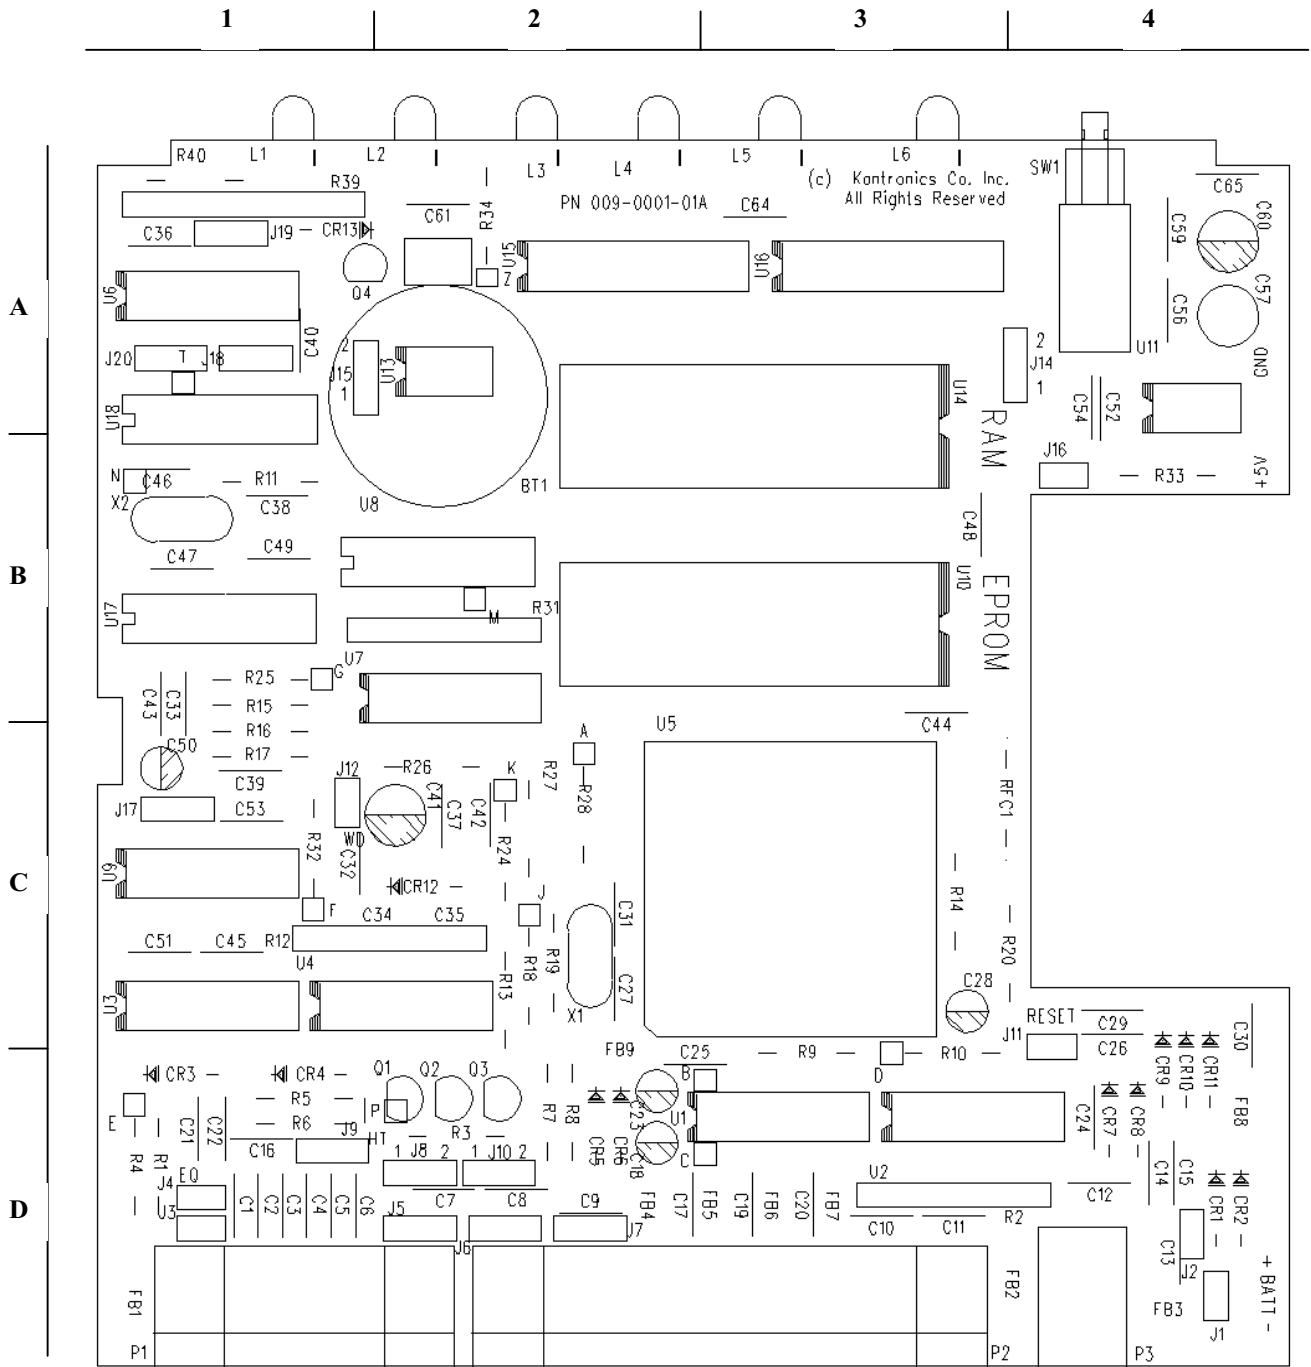 1 2 3 4
R40 L1 L2 L3 L4 L5 L6 SW1
(c) Kantronics Co. Inc.
All Rights Reserved
PN 009-0001-01A
R39 C61 R34 C64 C65
C36 J19 CR13 U15 U16 C59 C60
Q4 Z
A
U6 C40 C56 C57
J20 T J18 2 J15 1 U13 U14 2 J14 1 U11 GND
U18 C54 C52
RAM
N C46 R11 J16 R33 +5V
X2 C38 U8 BT1
C48
C47 C49
B
U10
EPROM
U17 M R31
U7
R25 G
C43 C33 R15
R16 A U5 C44
C50 R17
C39 J12 R26 K R27 R28 RFC1
J17 C53 C41 C37 C42
WD
R32 C32 R24
U9
C
CR12 R14
F C34 C35 J C31
C51 C45 R12 R20
U4 R18 R19
U3 R13 C27 X1 C28
RESET C29
J11 C26 C30
FB9 C25 R9 R10
CR3 CR4 Q1 Q2 Q3 B D CR9 CR10 CR11
R5
E C21 C22 R6 P R7 R8 C23 U1 C24 CR7 CR8 FB8
HT R3
C16 J9 1 J8 2 1 J10 2 CR5 CR6 C18 C
R4 R1 EQ
J4 U2 C14 C15
D
C7 C8 C12
U3 C1 C2 C3 C4 C5 C6 J5 C9 FB4 C17 FB5 C19 FB6 C20 FB7 R2 CR1 CR2
J6 J7 C10 C11
C13 J2
FB1 FB2 FB3 J1 + BATT -
P1 P2 P3